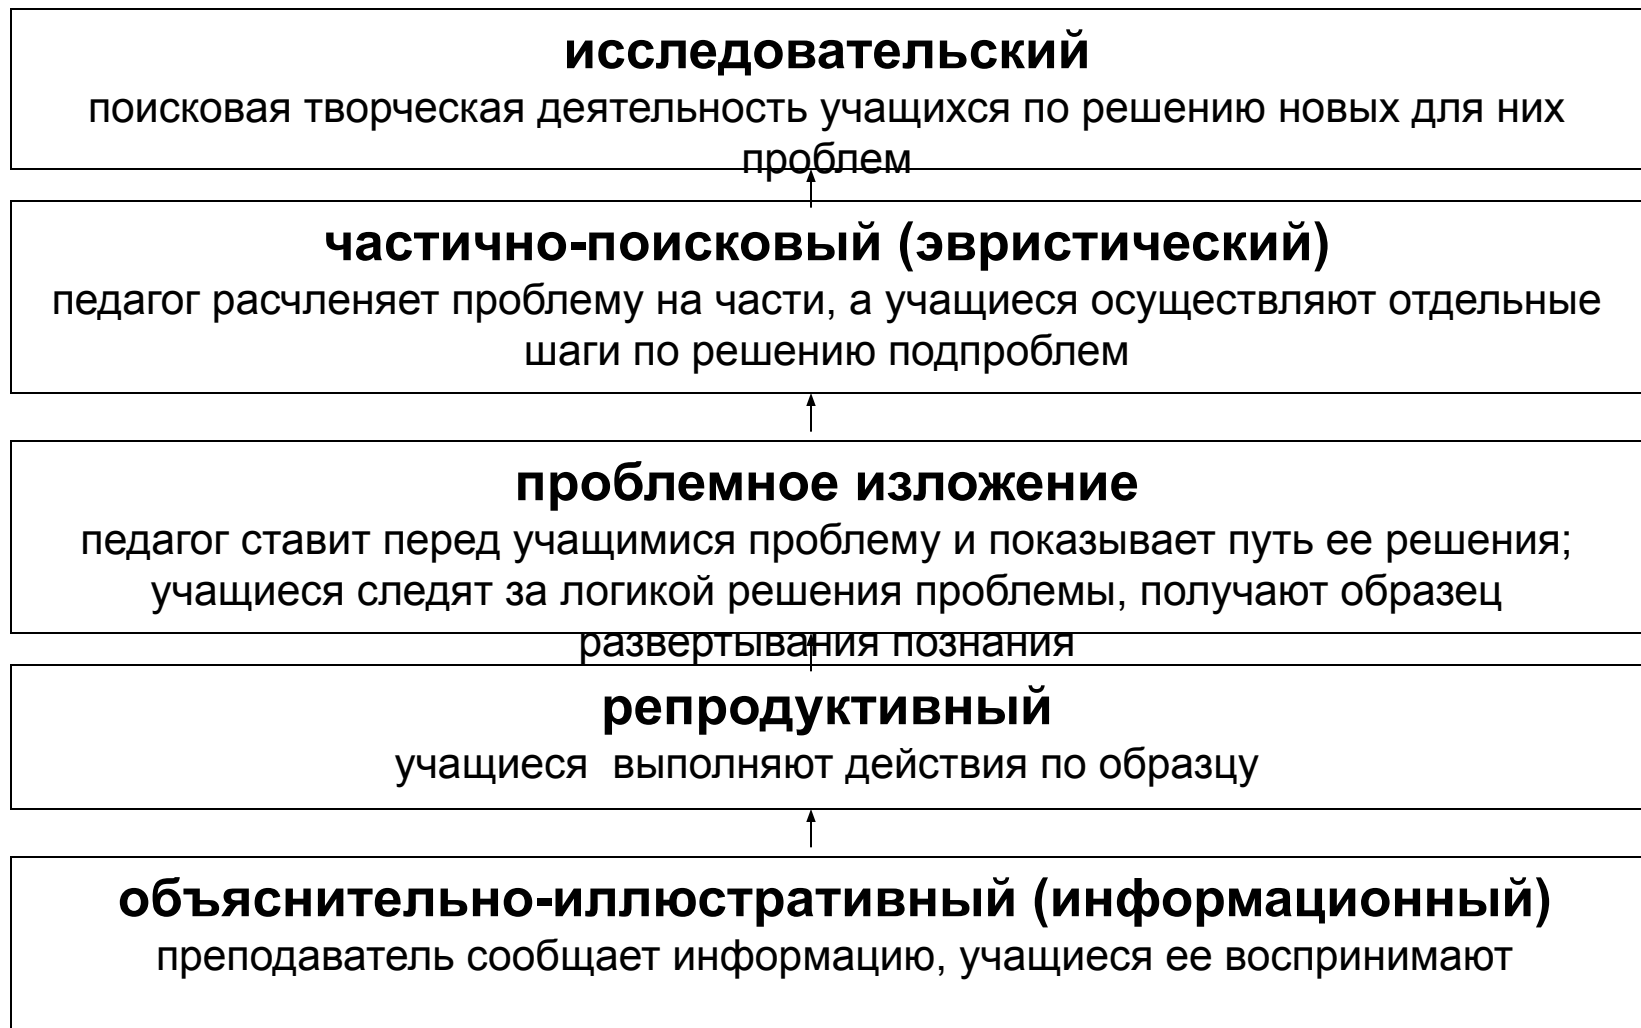 исследовательский
поисковая творческая деятельность учащихся по решению новых для них
проблем
частично-поисковый (эвристический)
педагог расчленяет проблему на части, а учащиеся осуществляют отдельные
шаги по решению подпроблем
проблемное изложение
педагог ставит перед учащимися проблему и показывает путь ее решения;
учащиеся следят за логикой решения проблемы, получают образец
развертывания познания
репродуктивный
учащиеся  выполняют действия по образцу
объяснительно-иллюстративный (информационный)
преподаватель сообщает информацию, учащиеся ее воспринимают